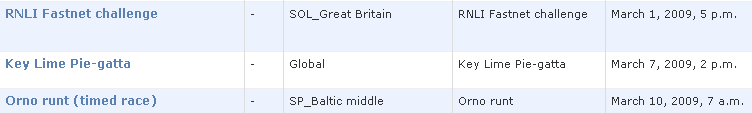 RNLI Fastnet challenge - SOL_Great Britain RNLI Fastnet challenge March 1, 2009, 5 p.m.
Key Lime Pie-gatta - Global Key Lime Pie-gatta March 7, 2009, 2 p.m.
Orno runt (timed race) - SP_Baltic middle Orno runt March 10, 2009, 7 a.m.